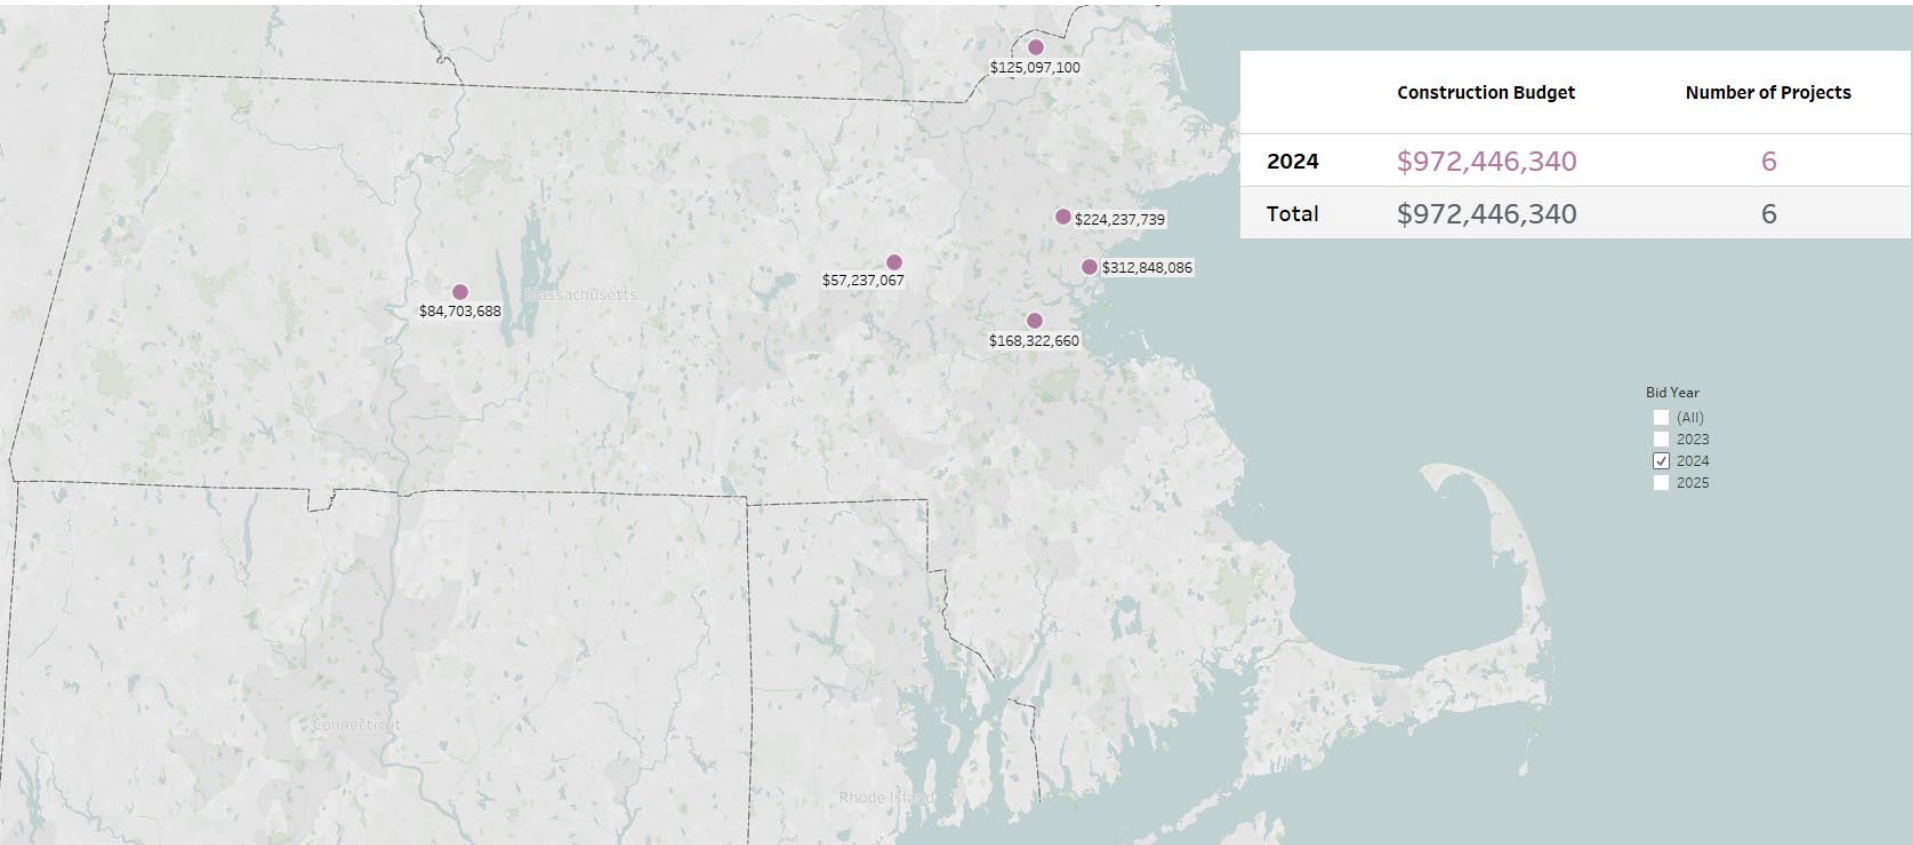 $125,097,100
Construction Budget Number of Projects
2024 $972,446,340 6
Total $972,446,340 6
$224,237,739
$312,848,086
$57,237,067
Massachusetts
$84,703,688
$168,322,660
Bid Year
(All)
2023
2024
2025
Connecticut
Rhode Island